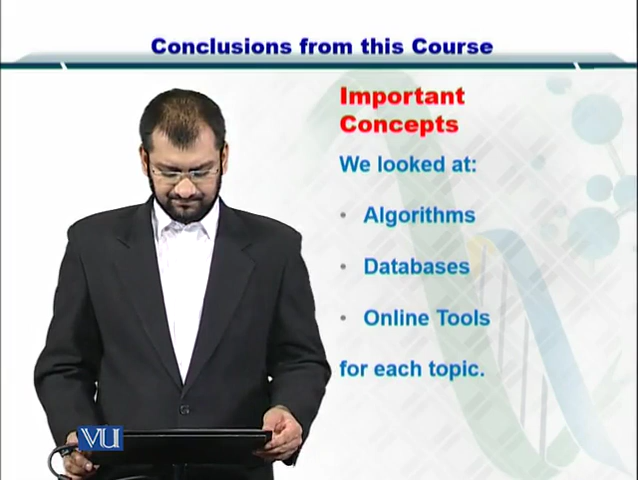 Conclusions from this Course
Important
Concepts
We looked at:
• Algorithms
• Databases
• Online Tools
for each topic.
VU